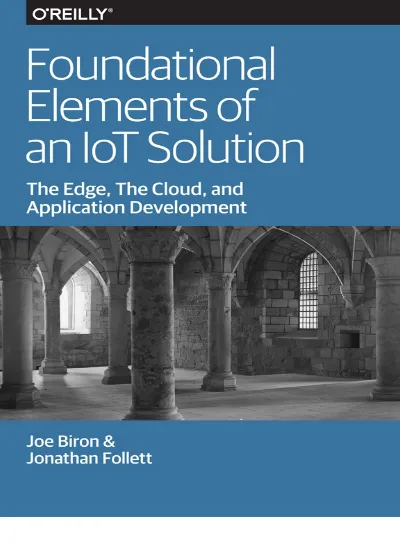 O'REILLY®
Foundational
Elements of
an IoT Solution
The Edge, The Cloud, and
Application Development
Joe Biron &
Jonathan Follett